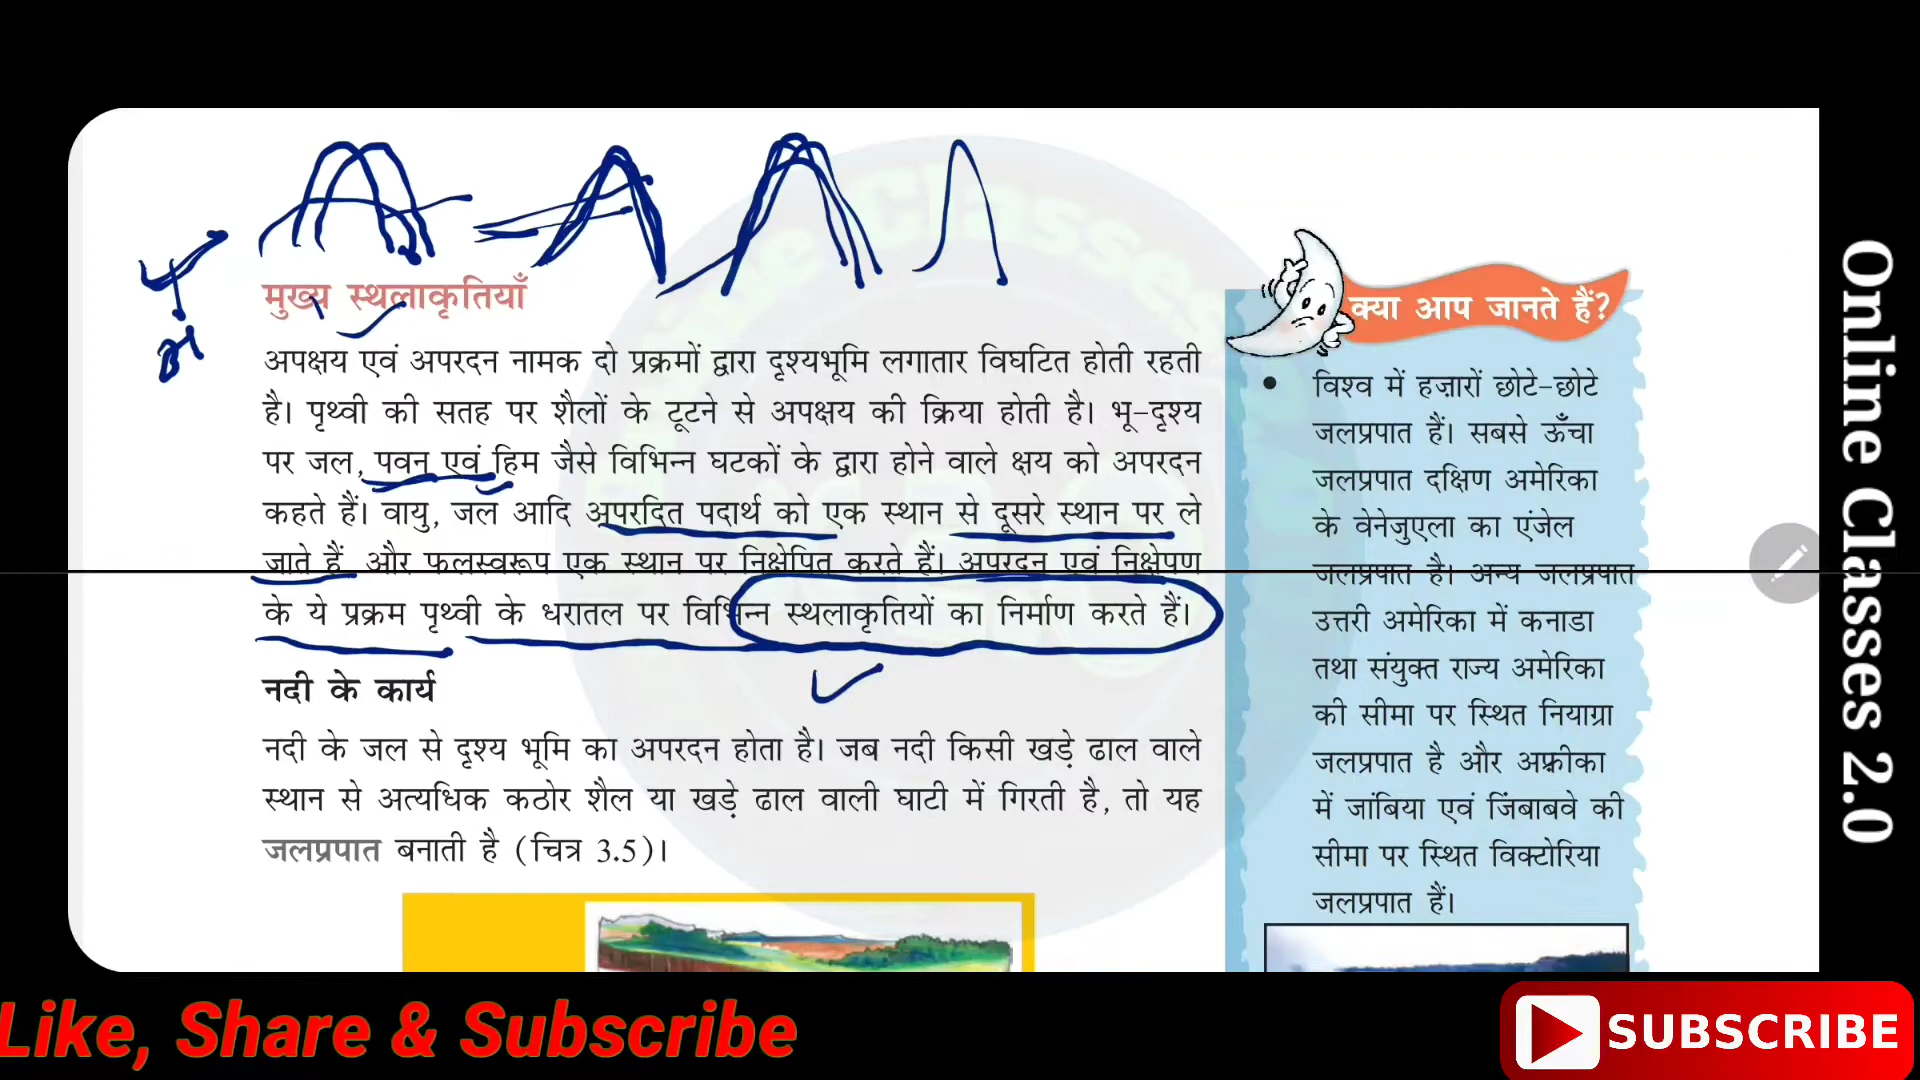 मुख्य स्थलाकृतियाँ
अपक्षय एवं अपरदन नामक दो प्रक्रमों द्वारा दृश्यभूमि लगातार विघटित होती रहती
है। पृथ्वी की सतह पर शैलों के टूटने से अपक्षय की क्रिया होती है। भू-दृश्य
पर जल, पवन एवं हिम जैसे विभिन्न घटकों के द्वारा होने वाले क्षय को अपरदन
कहते हैं। वायु, जल आदि अपरदित पदार्थ को एक स्थान से दूसरे स्थान पर ले
जाते हैं और फलस्वरूप एक स्थान पर निक्षेपित करते हैं। अपरदन एवं निक्षेपण
के ये प्रक्रम पृथ्वी के धरातल पर विभिन्न स्थलाकृतियों का निर्माण करते हैं।
नदी के कार्य
नदी के जल से दृश्य भूमि का अपरदन होता है। जब नदी किसी खड़े ढाल वाले
स्थान से अत्यधिक कठोर शैल या खड़े ढाल वाली घाटी में गिरती है, तो यह
जलप्रपात बनाती है (चित्र 3.5)।
क्या आप जानते हैं?
• विश्व में हज़ारों छोटे-छोटे
जलप्रपात हैं। सबसे ऊँचा
जलप्रपात दक्षिण अमेरिका
के वेनेजुएला का एंजेल
जलप्रपात है। अन्य जलप्रपात
उत्तरी अमेरिका में कनाडा
तथा संयुक्त राज्य अमेरिका
की सीमा पर स्थित नियाग्रा
जलप्रपात है और अफ़्रीका
में जांबिया एवं जिंबाबवे की
सीमा पर स्थित विक्टोरिया
जलप्रपात हैं।
Online Classes 2.0
Like, Share & Subscribe
SUBSCRIBE